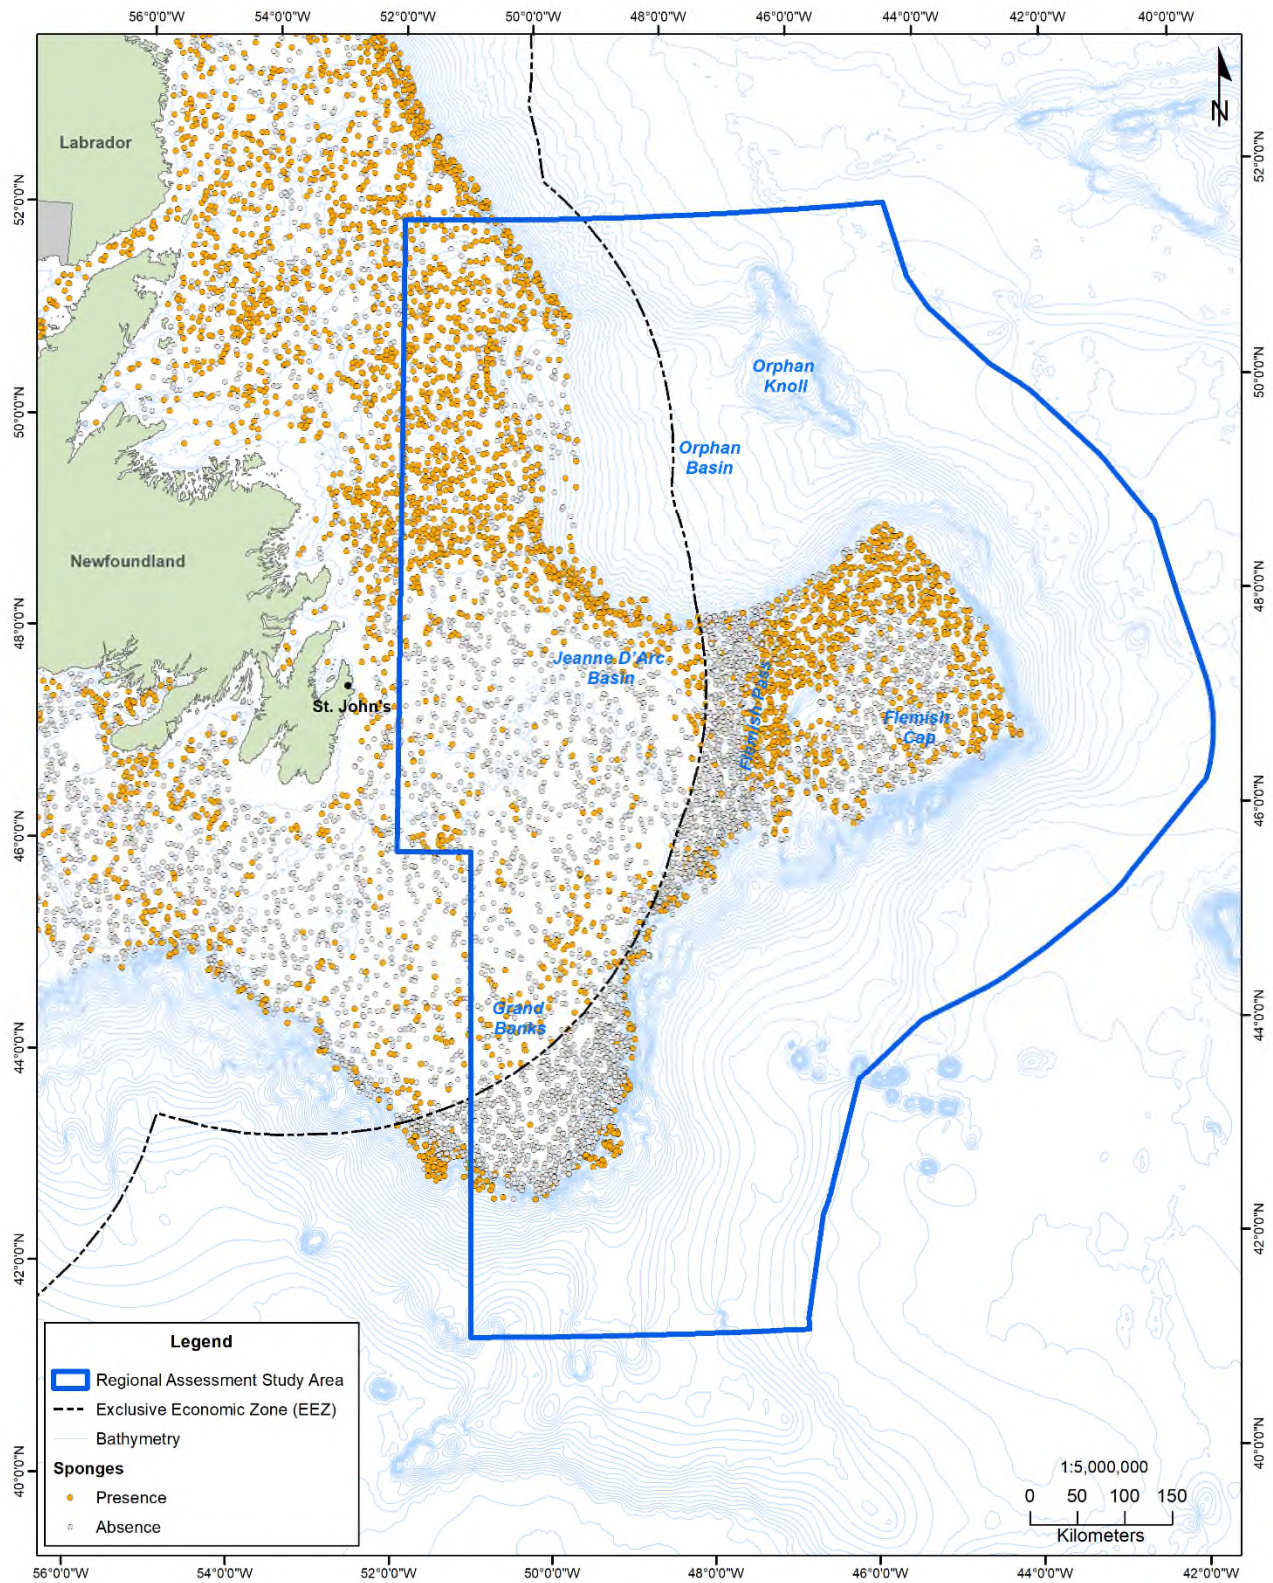 56°0'0"W
54°0'0"W
52°0'0"W
50°0'0"W
48°0'0"W
46°0'0"W
44°0'0"W
42°0'0"W
40°0'0"W
N
Labrador
52°0'0"N
52°0'0"N
Orphan
Knoll
50°0'0"N
50°0'0"N
Orphan
Basin
Newfoundland
48°0'0"N
48°0'0"N
Jeanne D'Arc
Basin
St. John's
Flemish Pass
Flemish
Cap
46°0'0"N
46°0'0"N
Grand
Banks
44°0'0"N
44°0'0"N
42°0'0"N
42°0'0"N
40°0'0"N
40°0'0"N
Legend
Regional Assessment Study Area
Exclusive Economic Zone (EEZ)
Bathymetry
Sponges
Presence
Absence
1:5,000,000
0 50 100 150
Kilometers
56°0'0"W
54°0'0"W
52°0'0"W
50°0'0"W
48°0'0"W
46°0'0"W
44°0'0"W
42°0'0"W